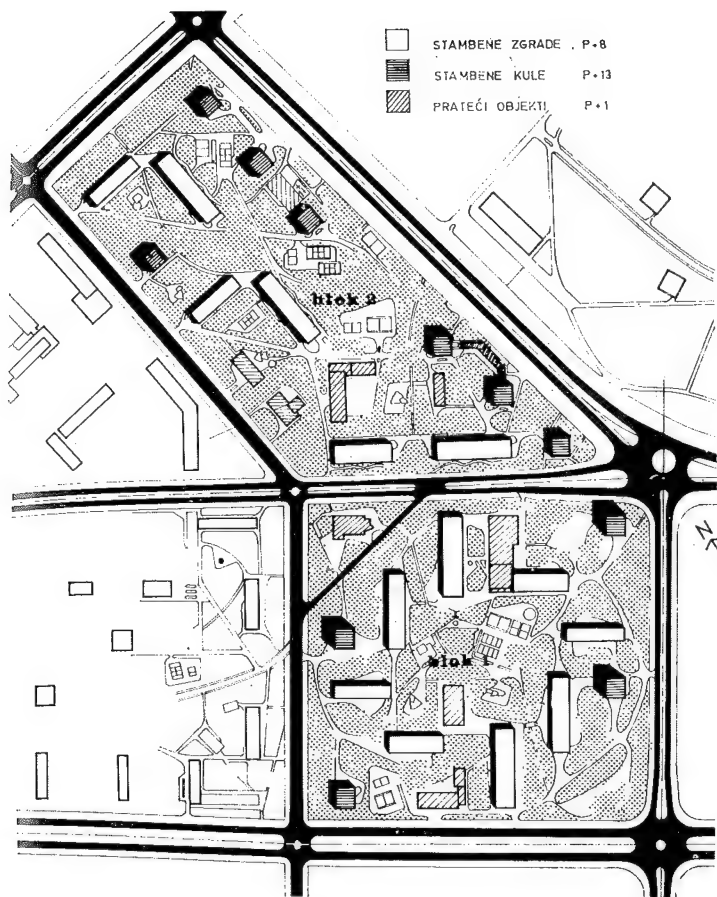 STAMBENE ZGRADE , P+8
STAMBENE KULE P+13
PRATEĆI OBJEKTI P+1
blok 2
blok 1